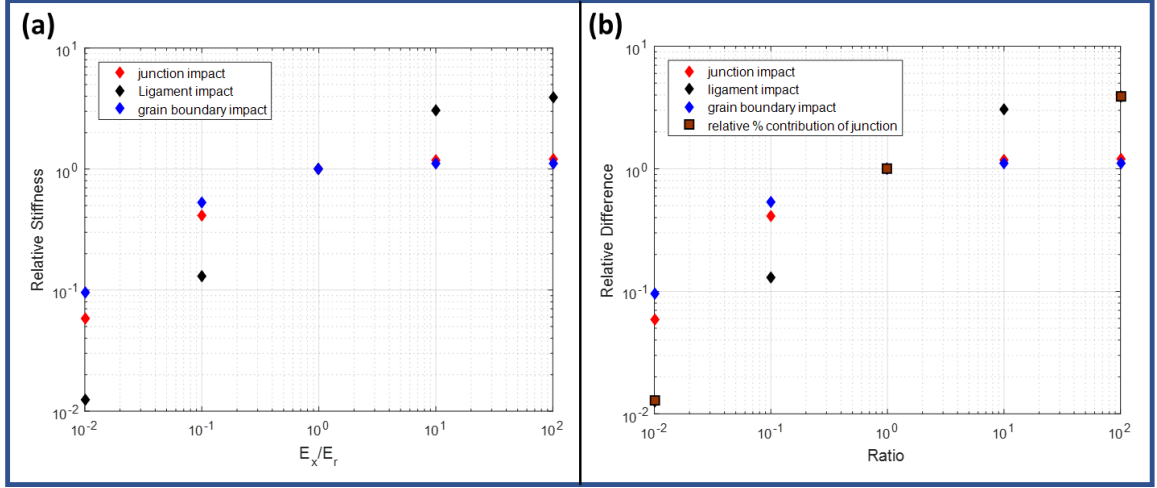 (a)
10^1
10^0
10^-1
10^-2
Relative Stiffness
junction impact
Ligament impact
grain boundary impact
10^-2 10^-1 10^0 10^1 10^2
E_x/E_r
(b)
10^1
10^0
10^-1
10^-2
Relative Difference
junction impact
ligament impact
grain boundary impact
relative % contribution of junction
10^-2 10^-1 10^0 10^1 10^2
Ratio